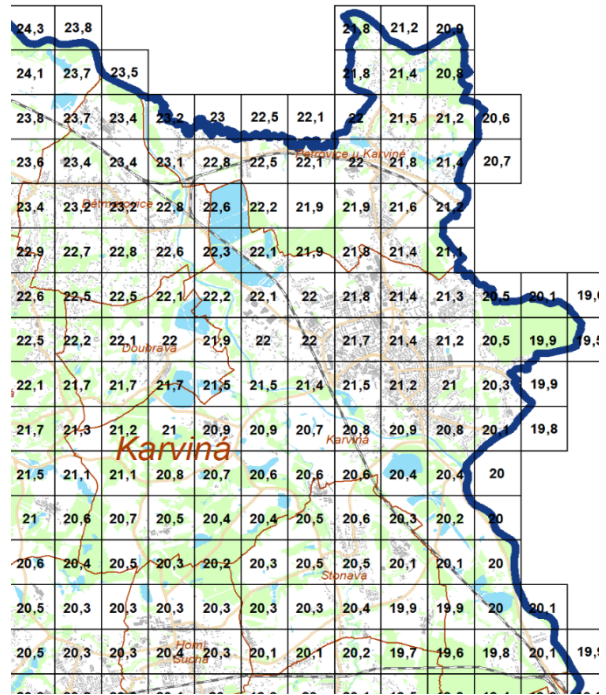 24,3 23,8 21,8 21,2 20,9
24,1 23,7 23,5 21,8 21,4 20,8
23,8 23,7 23,4 23,2 23 22,5 22,1 22 21,5 21,2 20,6
23,6 23,4 23,4 23,1 22,8 22,5 22,1 22 21,8 21,4 20,7
Petrovice u Karviné
23,4 23,2 23,2 22,8 22,6 22,2 21,9 21,9 21,6 21,3
22,9 22,7 22,8 22,6 22,3 22,1 21,9 21,8 21,4 21,1
22,6 22,5 22,5 22,1 22,2 22,1 22 21,8 21,4 21,3 20,5 20,1
22,5 22,2 22,1 22 21,9 22 22 21,7 21,4 21,2 20,5 19,9 19,5
Doubrava
22,1 21,7 21,7 21,7 21,5 21,5 21,4 21,5 21,2 21 20,3 19,9
21,7 21,3 21,2 21 20,9 20,9 20,7 20,8 20,9 20,8 20,1 19,8
Karviná
Karviná
21,5 21,1 21,1 20,8 20,7 20,6 20,6 20,6 20,4 20,4 20
21 20,6 20,7 20,5 20,4 20,4 20,5 20,6 20,3 20,2 20
20,6 20,4 20,5 20,3 20,2 20,3 20,5 20,5 20,1 20,1 20
Stonava
20,5 20,3 20,3 20,3 20,3 20,3 20,3 20,4 19,9 19,9 20 20,1
Horní
20,5 20,3 20,3 20,4 20,3 20,1 20,1 20,2 19,7 19,6 19,8 20,1 19,9
Suchá